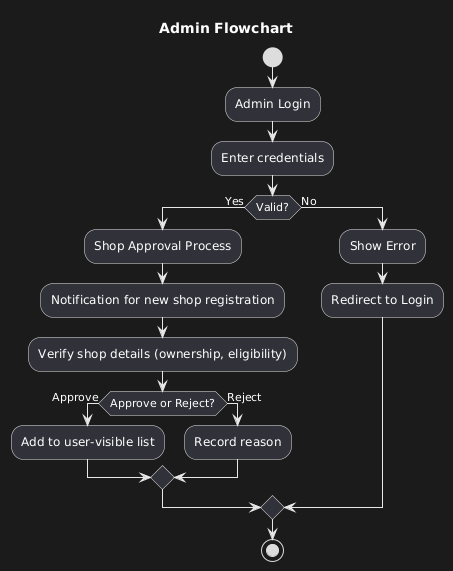 Admin Flowchart
Admin Login
Enter credentials
Yes
Valid?
No
Shop Approval Process
Show Error
Notification for new shop registration
Redirect to Login
Verify shop details (ownership, eligibility)
Approve
Approve or Reject?
Reject
Add to user-visible list
Record reason